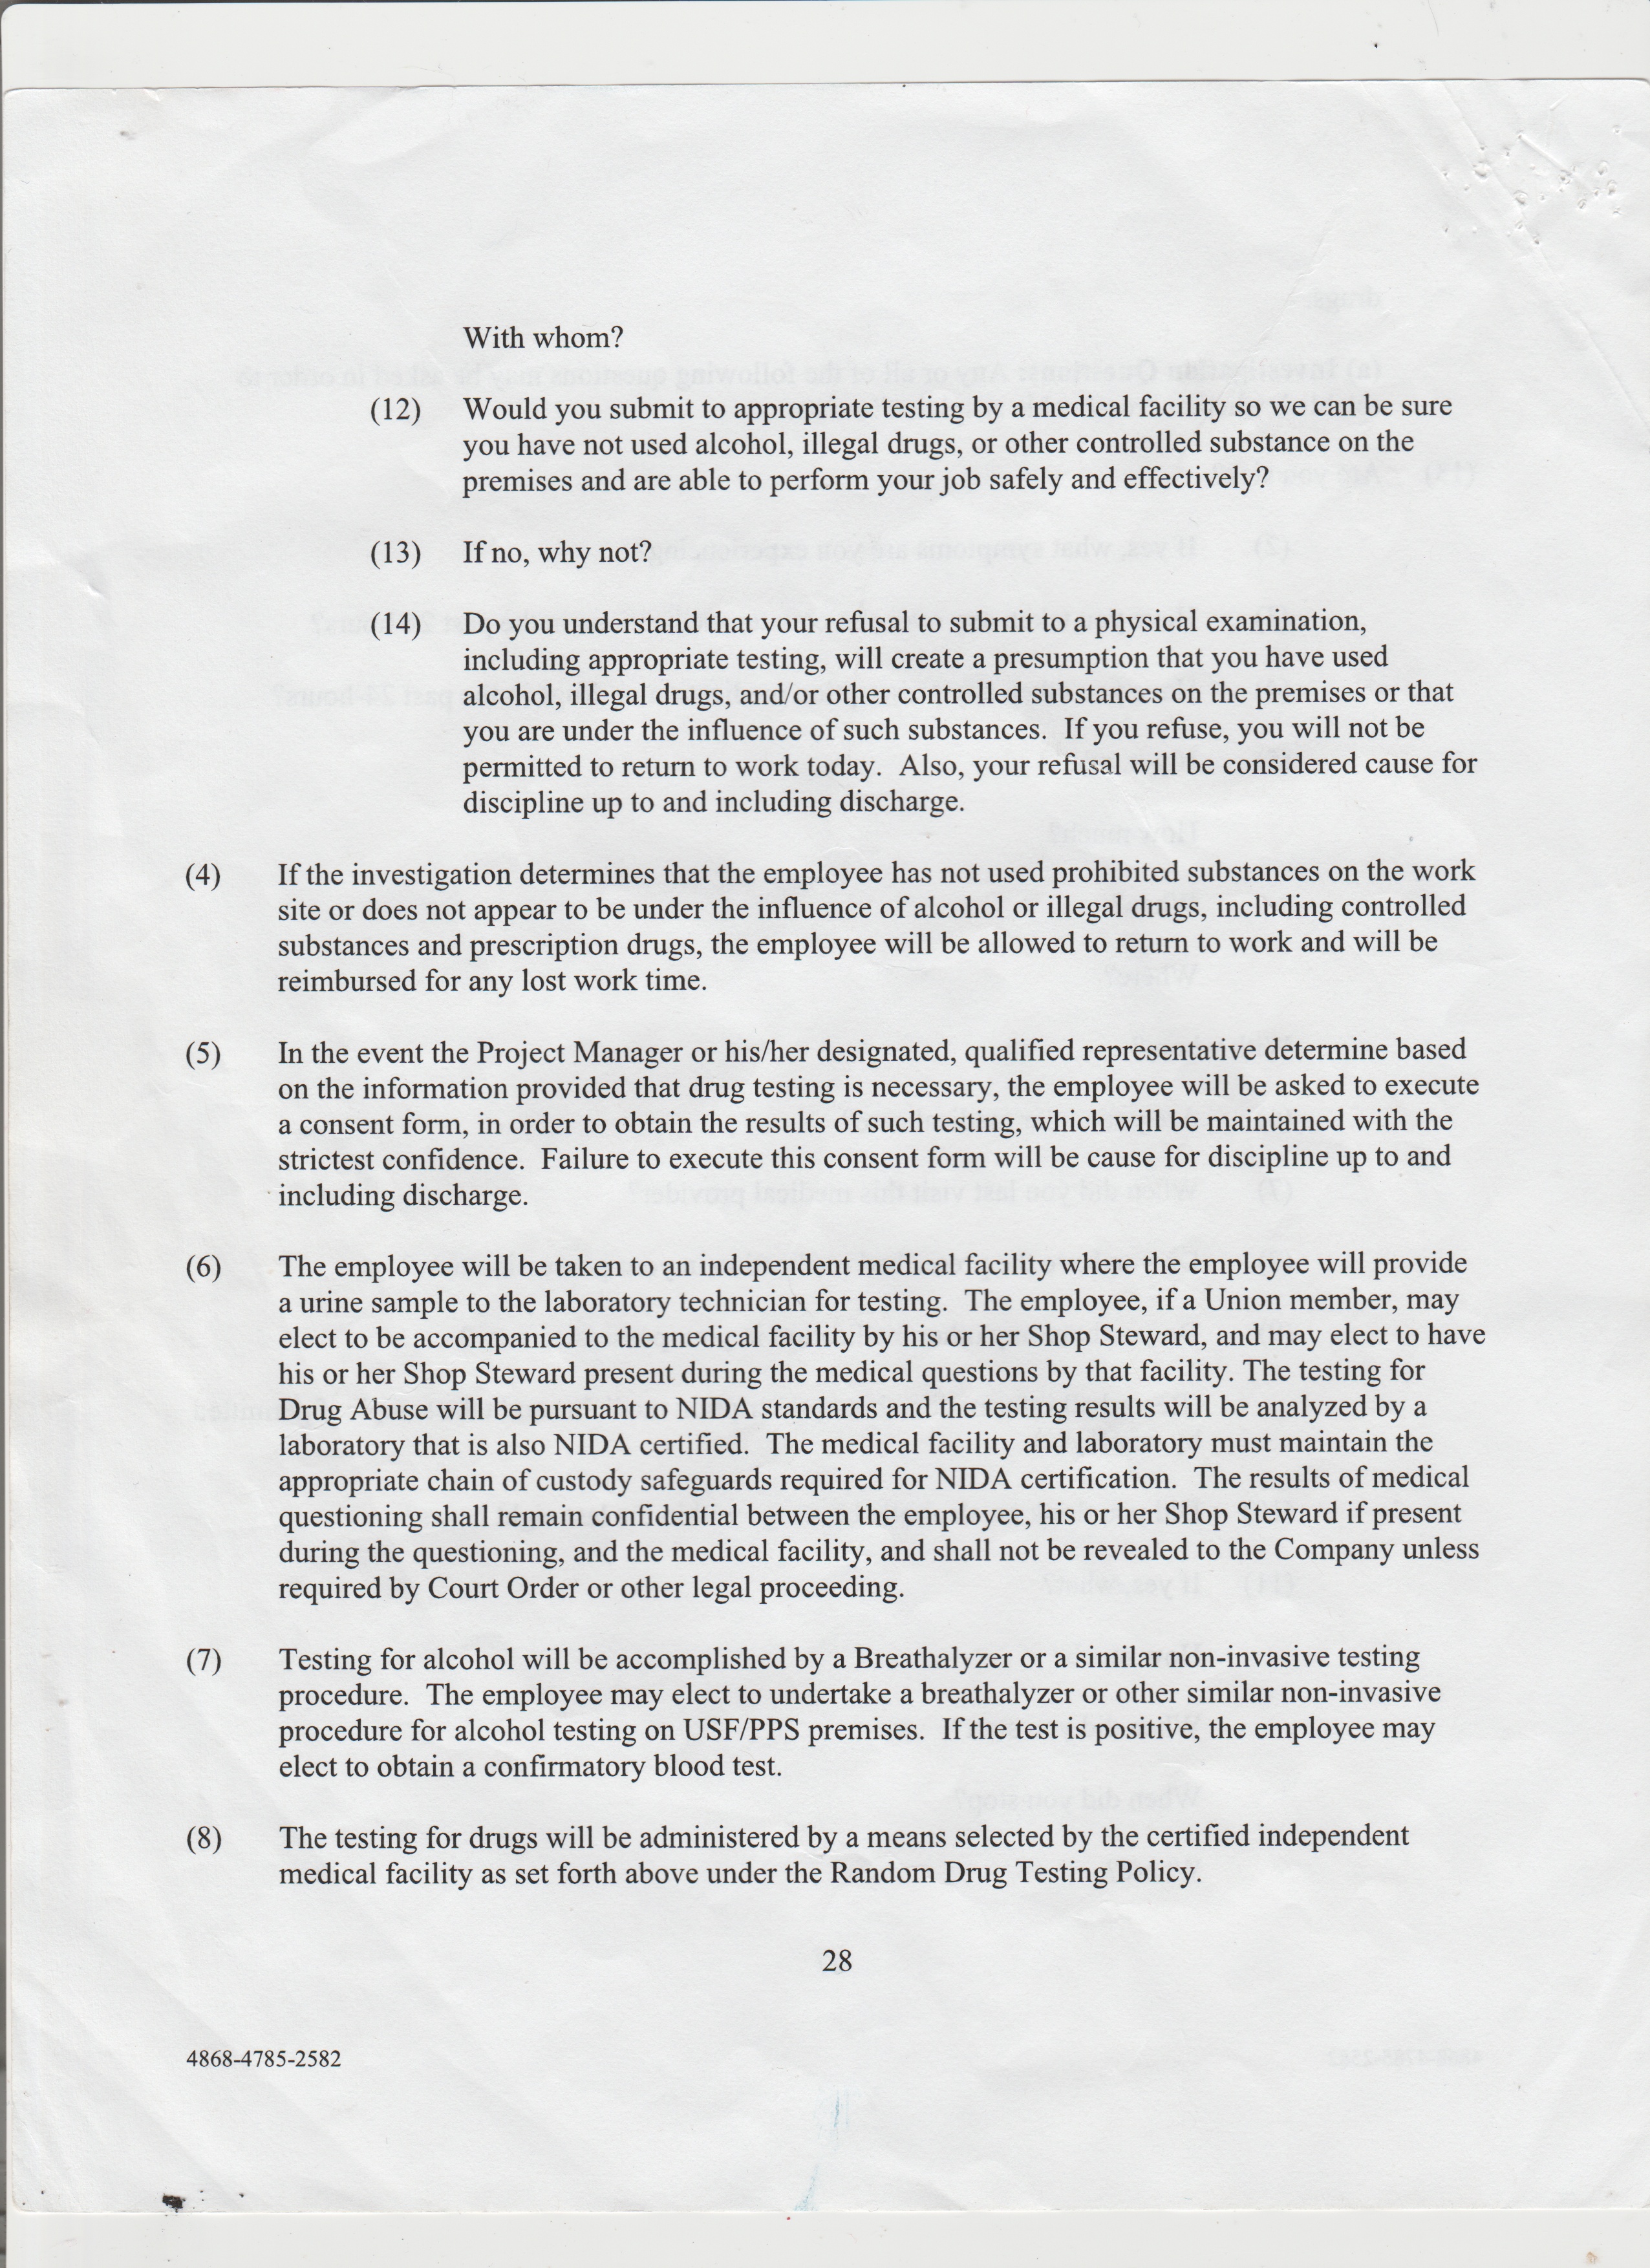 With whom?
(12) Would you submit to appropriate testing by a medical facility so we can be sure
you have not used alcohol, illegal drugs, or other controlled substance on the
premises and are able to perform your job safely and effectively?
(13) If no, why not?
(14) Do you understand that your refusal to submit to a physical examination,
including appropriate testing, will create a presumption that you have used
alcohol, illegal drugs, and/or other controlled substances on the premises or that
you are under the influence of such substances. If you refuse, you will not be
permitted to return to work today. Also, your refusal will be considered cause for
discipline up to and including discharge.
(4) If the investigation determines that the employee has not used prohibited substances on the work
site or does not appear to be under the influence of alcohol or illegal drugs, including controlled
substances and prescription drugs, the employee will be allowed to return to work and will be
reimbursed for any lost work time.
(5) In the event the Project Manager or his/her designated, qualified representative determine based
on the information provided that drug testing is necessary, the employee will be asked to execute
a consent form, in order to obtain the results of such testing, which will be maintained with the
strictest confidence. Failure to execute this consent form will be cause for discipline up to and
including discharge.
(6) The employee will be taken to an independent medical facility where the employee will provide
a urine sample to the laboratory technician for testing. The employee, if a Union member, may
elect to be accompanied to the medical facility by his or her Shop Steward, and may elect to have
his or her Shop Steward present during the medical questions by that facility. The testing for
Drug Abuse will be pursuant to NIDA standards and the testing results will be analyzed by a
laboratory that is also NIDA certified. The medical facility and laboratory must maintain the
appropriate chain of custody safeguards required for NIDA certification. The results of medical
questioning shall remain confidential between the employee, his or her Shop Steward if present
during the questioning, and the medical facility, and shall not be revealed to the Company unless
required by Court Order or other legal proceeding.
(7) Testing for alcohol will be accomplished by a Breathalyzer or a similar non-invasive testing
procedure. The employee may elect to undertake a breathalyzer or other similar non-invasive
procedure for alcohol testing on USF/PPS premises. If the test is positive, the employee may
elect to obtain a confirmatory blood test.
(8) The testing for drugs will be administered by a means selected by the certified independent
medical facility as set forth above under the Random Drug Testing Policy.
28
4868-4785-2582